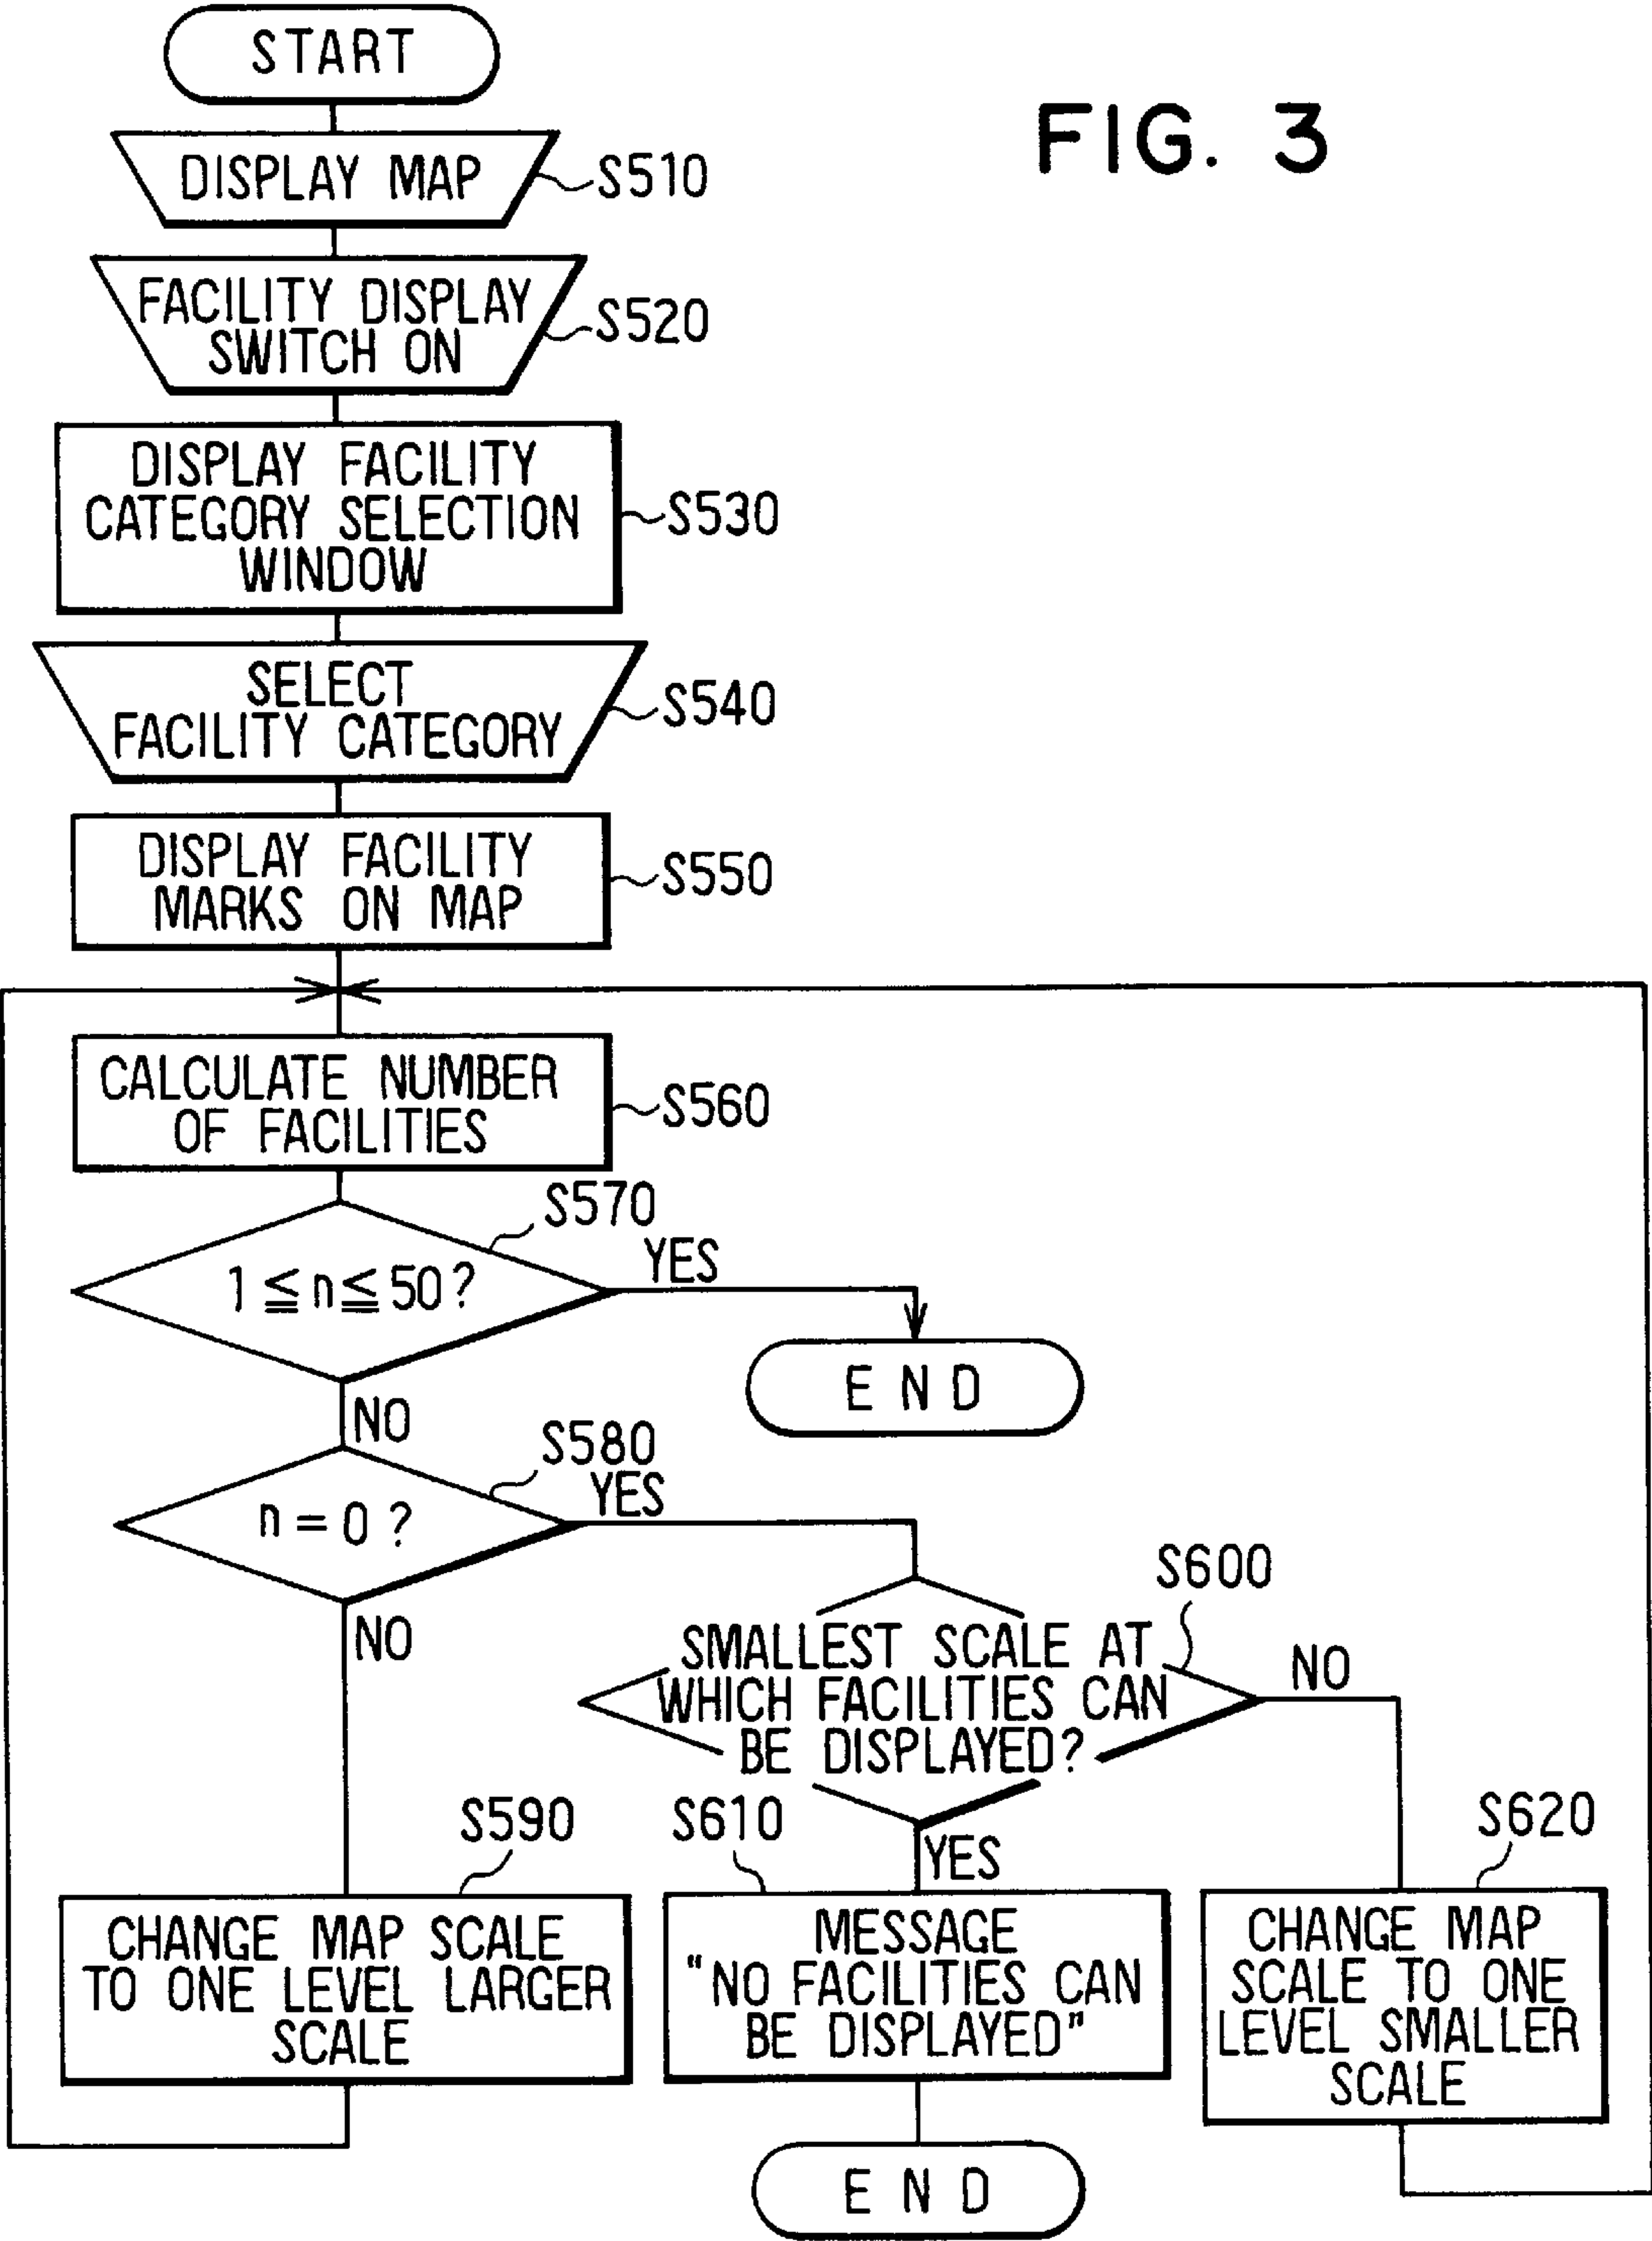 START
FIG. 3
DISPLAY MAP
S510
FACILITY DISPLAY
SWITCH ON
S520
DISPLAY FACILITY
CATEGORY SELECTION
WINDOW
S530
SELECT
FACILITY CATEGORY
S540
DISPLAY FACILITY
MARKS ON MAP
S550
CALCULATE NUMBER
OF FACILITIES
S560
S570
1 ≦ n ≦ 50?
YES
END
NO
S580
n = 0 ?
YES
NO
S600
SMALLEST SCALE AT
WHICH FACILITIES CAN
BE DISPLAYED?
NO
YES
S590
CHANGE MAP SCALE
TO ONE LEVEL LARGER
SCALE
S610
MESSAGE
"NO FACILITIES CAN
BE DISPLAYED"
S620
CHANGE MAP
SCALE TO ONE
LEVEL SMALLER
SCALE
END